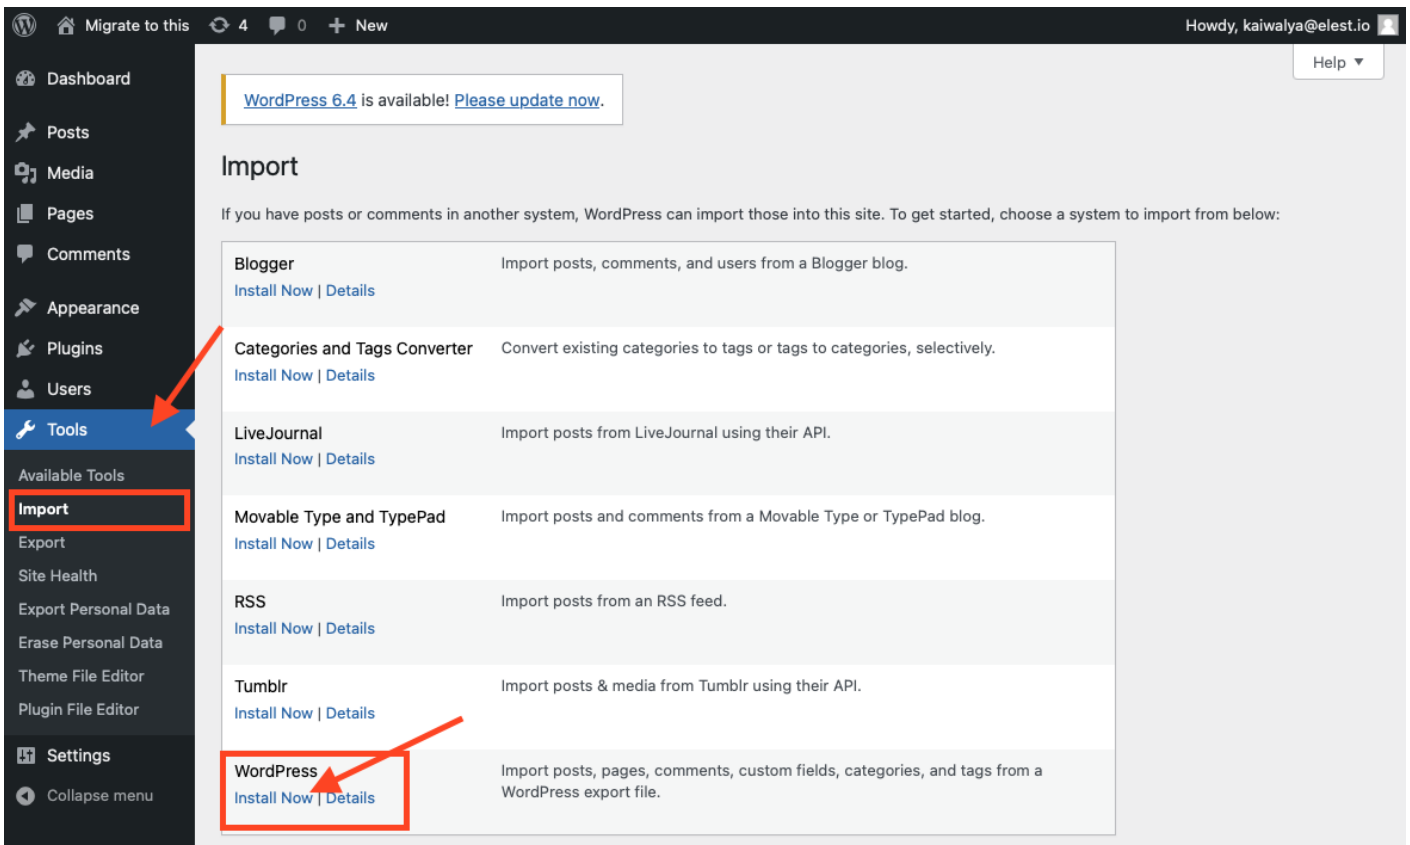 Migrate to this 4 0 New Howdy, kaiwalya@elest.io
Help
Dashboard
Posts
Media
Pages
Comments
Appearance
Plugins
Users
Tools
Available Tools
Import
Export
Site Health
Export Personal Data
Erase Personal Data
Theme File Editor
Plugin File Editor
Settings
Collapse menu
WordPress 6.4 is available! Please update now.
Import
If you have posts or comments in another system, WordPress can import those into this site. To get started, choose a system to import from below:
Blogger Import posts, comments, and users from a Blogger blog.
Install Now | Details
Categories and Tags Converter Convert existing categories to tags or tags to categories, selectively.
Install Now | Details
LiveJournal Import posts from LiveJournal using their API.
Install Now | Details
Movable Type and TypePad Import posts and comments from a Movable Type or TypePad blog.
Install Now | Details
RSS Import posts from an RSS feed.
Install Now | Details
Tumblr Import posts & media from Tumblr using their API.
Install Now | Details
WordPress Import posts, pages, comments, custom fields, categories, and tags from a
Install Now | Details WordPress export file.